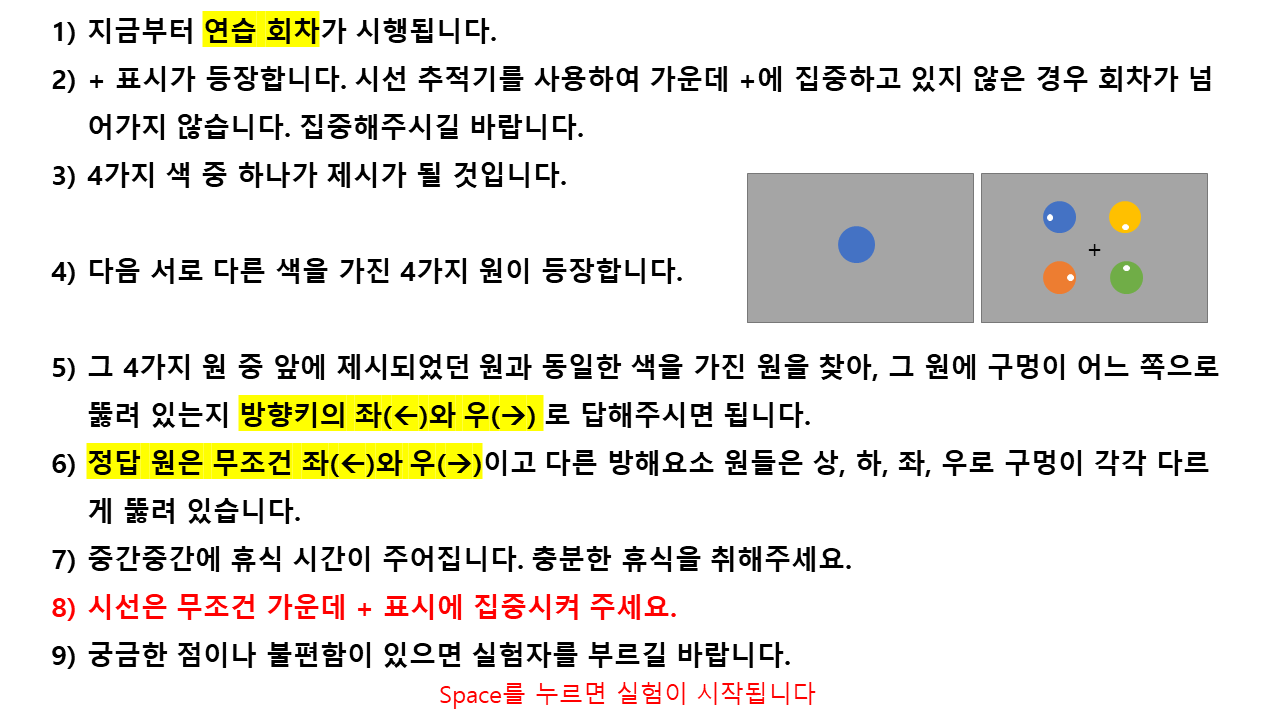 1) 지금부터 연습 회차가 시행됩니다.
2) + 표시가 등장합니다. 시선 추적기를 사용하여 가운데 +에 집중하고 있지 않은 경우 회차가 넘
어가지 않습니다. 집중해주시길 바랍니다.
3) 4가지 색 중 하나가 제시가 될 것입니다.
4) 다음 서로 다른 색을 가진 4가지 원이 등장합니다.
+
5) 그 4가지 원 중 앞에 제시되었던 원과 동일한 색을 가진 원을 찾아, 그 원에 구멍이 어느 쪽으로
뚫려 있는지 방향키의 좌(←)와 우(→) 로 답해주시면 됩니다.
6) 정답 원은 무조건 좌(←)와 우(→)이고 다른 방해요소 원들은 상, 하, 좌, 우로 구멍이 각각 다르
게 뚫려 있습니다.
7) 중간중간에 휴식 시간이 주어집니다. 충분한 휴식을 취해주세요.
8) 시선은 무조건 가운데 + 표시에 집중시켜 주세요.
9) 궁금한 점이나 불편함이 있으면 실험자를 부르길 바랍니다.
Space를 누르면 실험이 시작됩니다